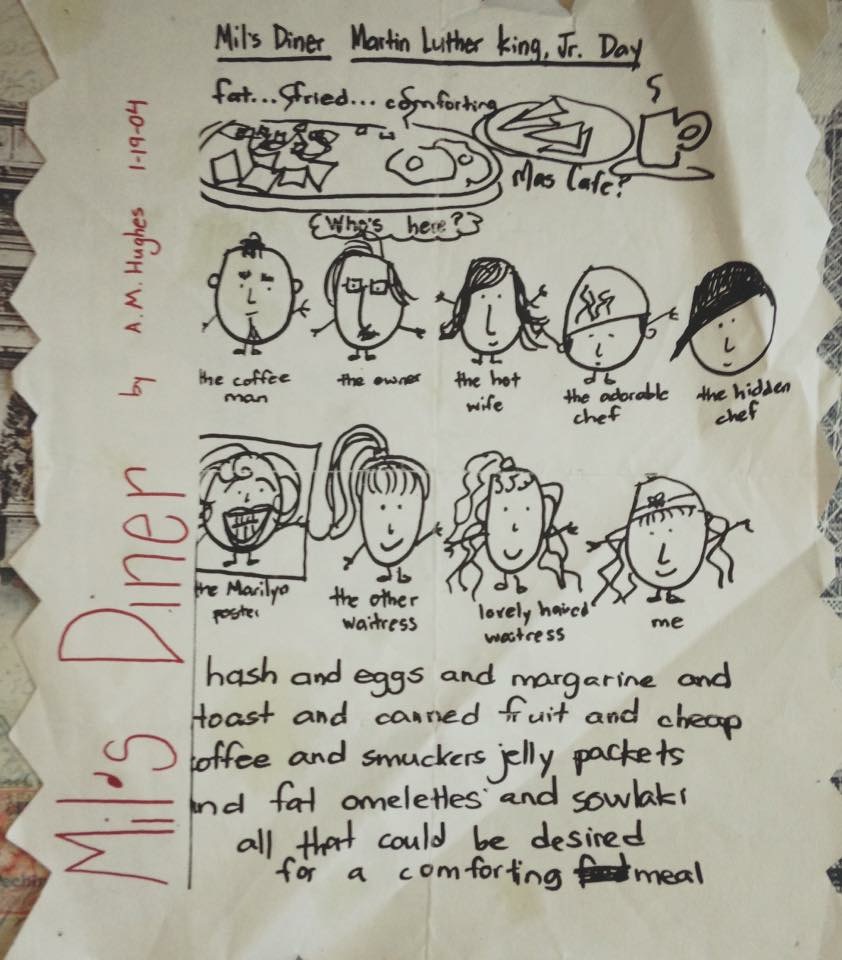 Mil's Diner Martin Luther king, Jr. Day
fat... fried... comforting
Mas Cafe?
Who's here?
the coffee man
the owner
the hot wife
the adorable chef
the hidden chef
the Marilyn poster
the other waitress
lovely haired waitress
me
hash and eggs and margarine and
toast and canned fruit and cheap
coffee and smuckers jelly packets
and fat omelettes and sowlaki
all that could be desired
for a comforting meal
Mil's Diner by A.M. Hughes 1-19-04